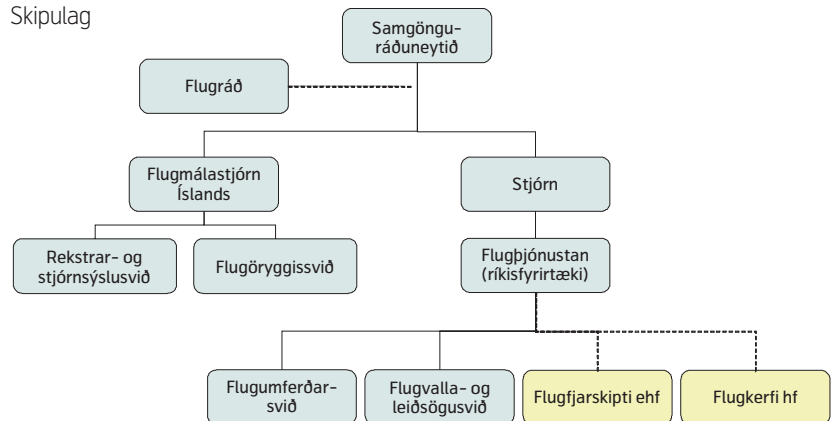 Skipulag
Samgöngu-
ráðuneytið
Flugráð
Flugmálastjórn
Íslands
Stjórn
Rekstrar- og
stjórnsýslusvið
Flugöryggissvið
Flugþjónustan
(ríkisfyrirtæki)
Flugumferðar-
svið
Flugvalla- og
leiðsögusvið
Flugfjarskipti ehf
Flugkerfi hf